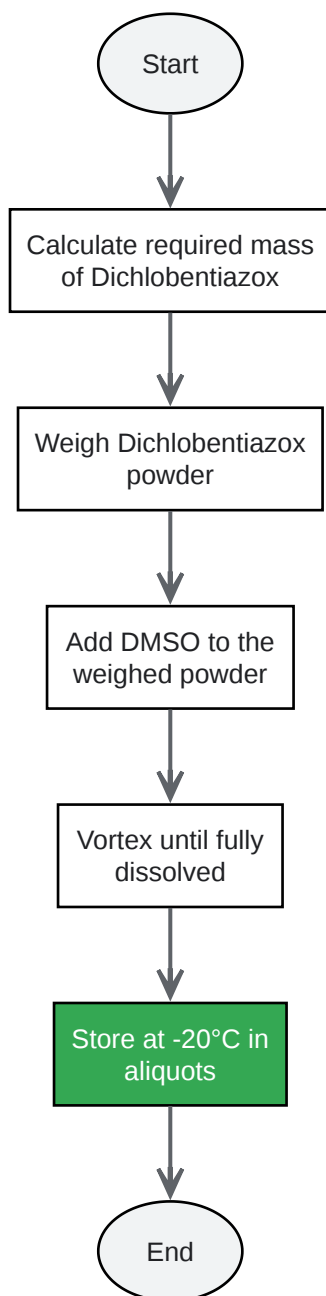 Start
Calculate required mass
of Dichlobentiazox
Weigh Dichlobentiazox
powder
Add DMSO to the
weighed powder
Vortex until fully
dissolved
Store at -20°C in
aliquots
End